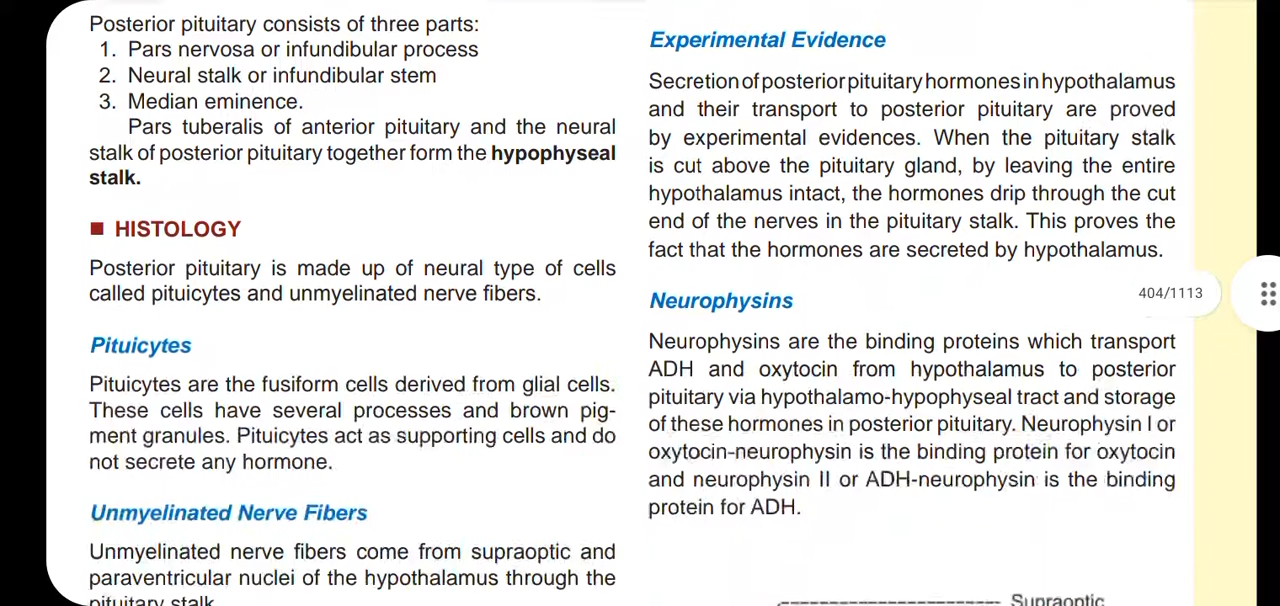 Posterior pituitary consists of three parts:
1. Pars nervosa or infundibular process
2. Neural stalk or infundibular stem
3. Median eminence.
Pars tuberalis of anterior pituitary and the neural
stalk of posterior pituitary together form the hypophyseal
stalk.
■ HISTOLOGY
Posterior pituitary is made up of neural type of cells
called pituicytes and unmyelinated nerve fibers.
Pituicytes
Pituicytes are the fusiform cells derived from glial cells.
These cells have several processes and brown pig-
ment granules. Pituicytes act as supporting cells and do
not secrete any hormone.
Unmyelinated Nerve Fibers
Unmyelinated nerve fibers come from supraoptic and
paraventricular nuclei of the hypothalamus through the
pituitary stalk.
Experimental Evidence
Secretion of posterior pituitary hormones in hypothalamus
and their transport to posterior pituitary are proved
by experimental evidences. When the pituitary stalk
is cut above the pituitary gland, by leaving the entire
hypothalamus intact, the hormones drip through the cut
end of the nerves in the pituitary stalk. This proves the
fact that the hormones are secreted by hypothalamus.
404/1113
Neurophysins
Neurophysins are the binding proteins which transport
ADH and oxytocin from hypothalamus to posterior
pituitary via hypothalamo-hypophyseal tract and storage
of these hormones in posterior pituitary. Neurophysin I or
oxytocin-neurophysin is the binding protein for oxytocin
and neurophysin II or ADH-neurophysin is the binding
protein for ADH.
Supraoptic